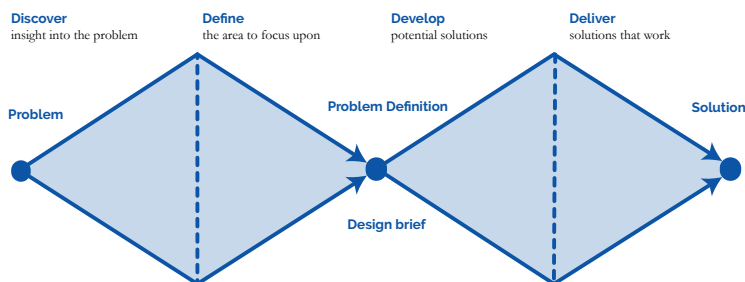 Discover
insight into the problem
Define
the area to focus upon
Develop
potential solutions
Deliver
solutions that work
Problem
Problem Definition
Solution
Design brief